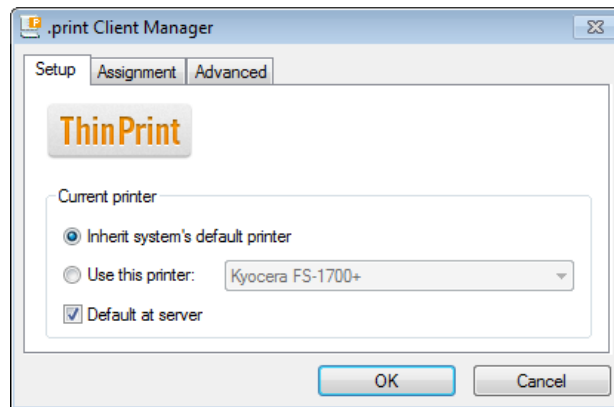 .print Client Manager
Setup Assignment Advanced
ThinPrint
Current printer
Inherit system's default printer
Use this printer: Kyocera FS-1700+
Default at server
OK Cancel